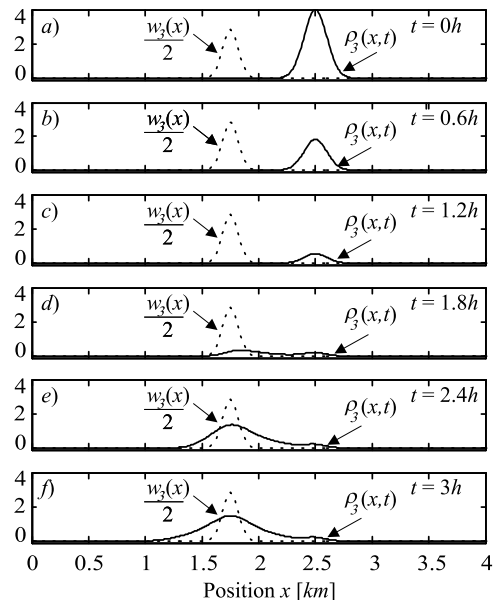 4
2
0
a)
w₃(x)
2
ρ₃(x,t)
t = 0h
4
2
0
b)
w₃(x)
2
ρ₃(x,t)
t = 0.6h
4
2
0
c)
w₃(x)
2
ρ₃(x,t)
t = 1.2h
4
2
0
d)
w₃(x)
2
ρ₃(x,t)
t = 1.8h
4
2
0
e)
w₃(x)
2
ρ₃(x,t)
t = 2.4h
4
2
0
f)
w₃(x)
2
ρ₃(x,t)
t = 3h
0 0.5 1 1.5 2 2.5 3 3.5 4
Position x [km]